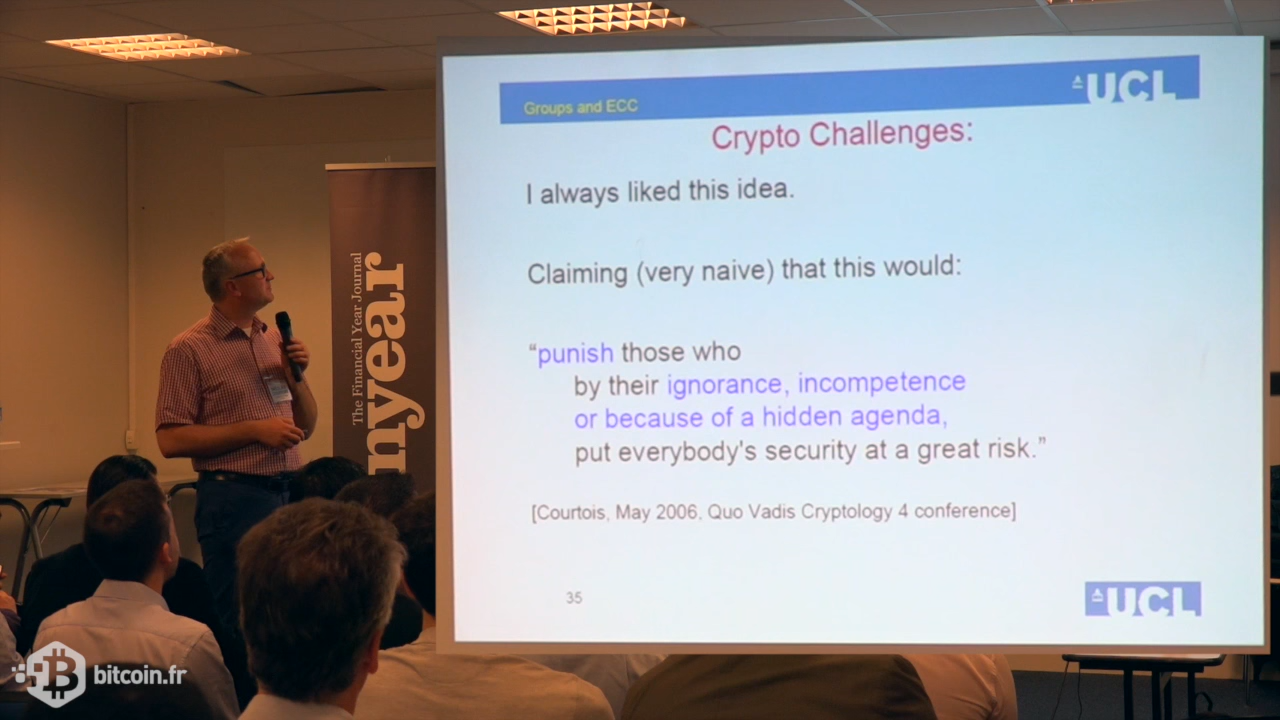 Groups and ECC
UCL
Crypto Challenges:
I always liked this idea.
Claiming (very naive) that this would:
“punish those who
by their ignorance, incompetence
or because of a hidden agenda,
put everybody's security at a great risk.”
[Courtois, May 2006, Quo Vadis Cryptology 4 conference]
35
UCL
The Financial Year Journal
nyear
bitcoin.fr